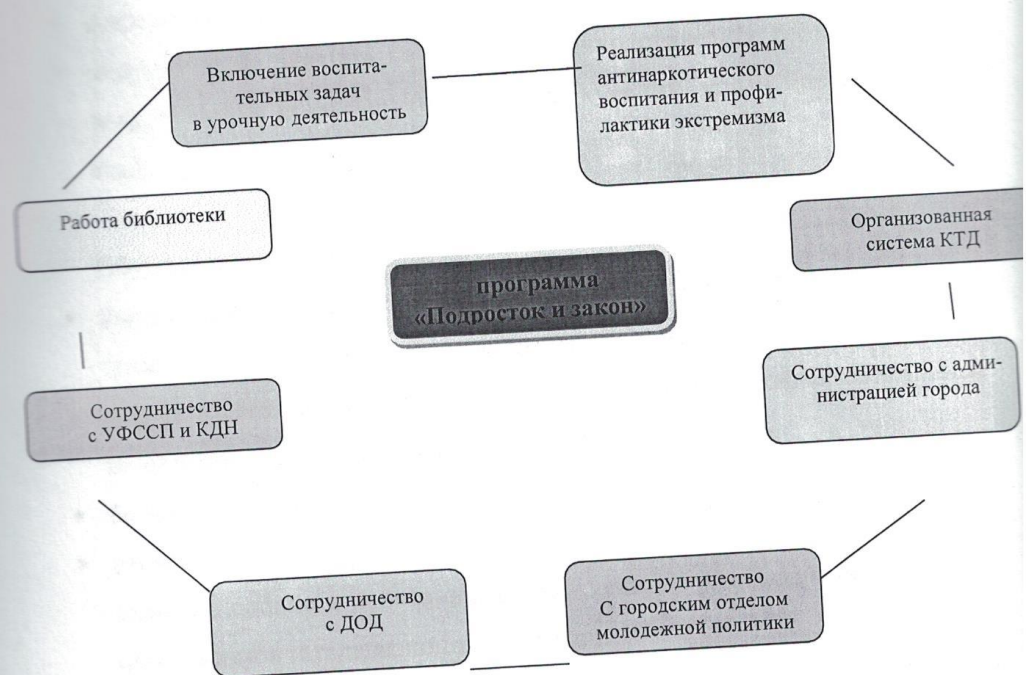 Включение воспита-
тельных задач
в урочную деятельность
Реализация программ
антинаркотического
воспитания и профи-
лактики экстремизма
Работа библиотеки
Организованная
система КТД
программа
«Подросток и закон»
Сотрудничество с адми-
нистрацией города
Сотрудничество
с УФССП и КДН
Сотрудничество
с ДОД
Сотрудничество
С городским отделом
молодежной политики